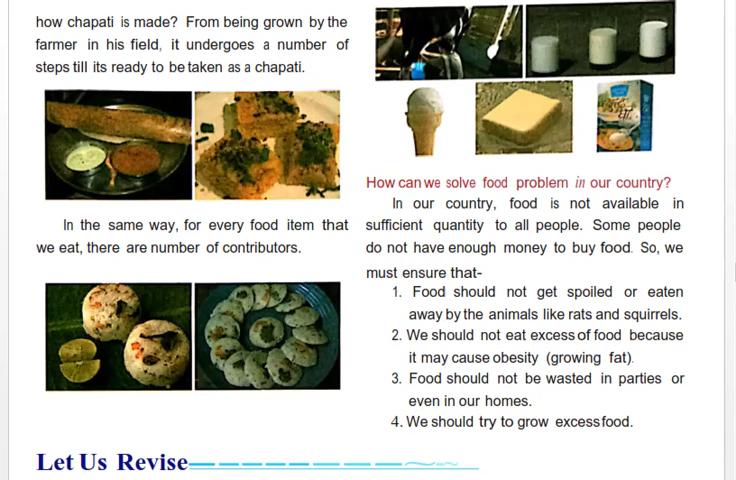 how chapati is made? From being grown by the
farmer in his field, it undergoes a number of
steps till its ready to be taken as a chapati.
In the same way, for every food item that
we eat, there are number of contributors.
How can we solve food problem in our country?
In our country, food is not available in
sufficient quantity to all people. Some people
do not have enough money to buy food. So, we
must ensure that-
1. Food should not get spoiled or eaten
away by the animals like rats and squirrels.
2. We should not eat excess of food because
it may cause obesity (growing fat).
3. Food should not be wasted in parties or
even in our homes.
4. We should try to grow excess food.
Let Us Revise